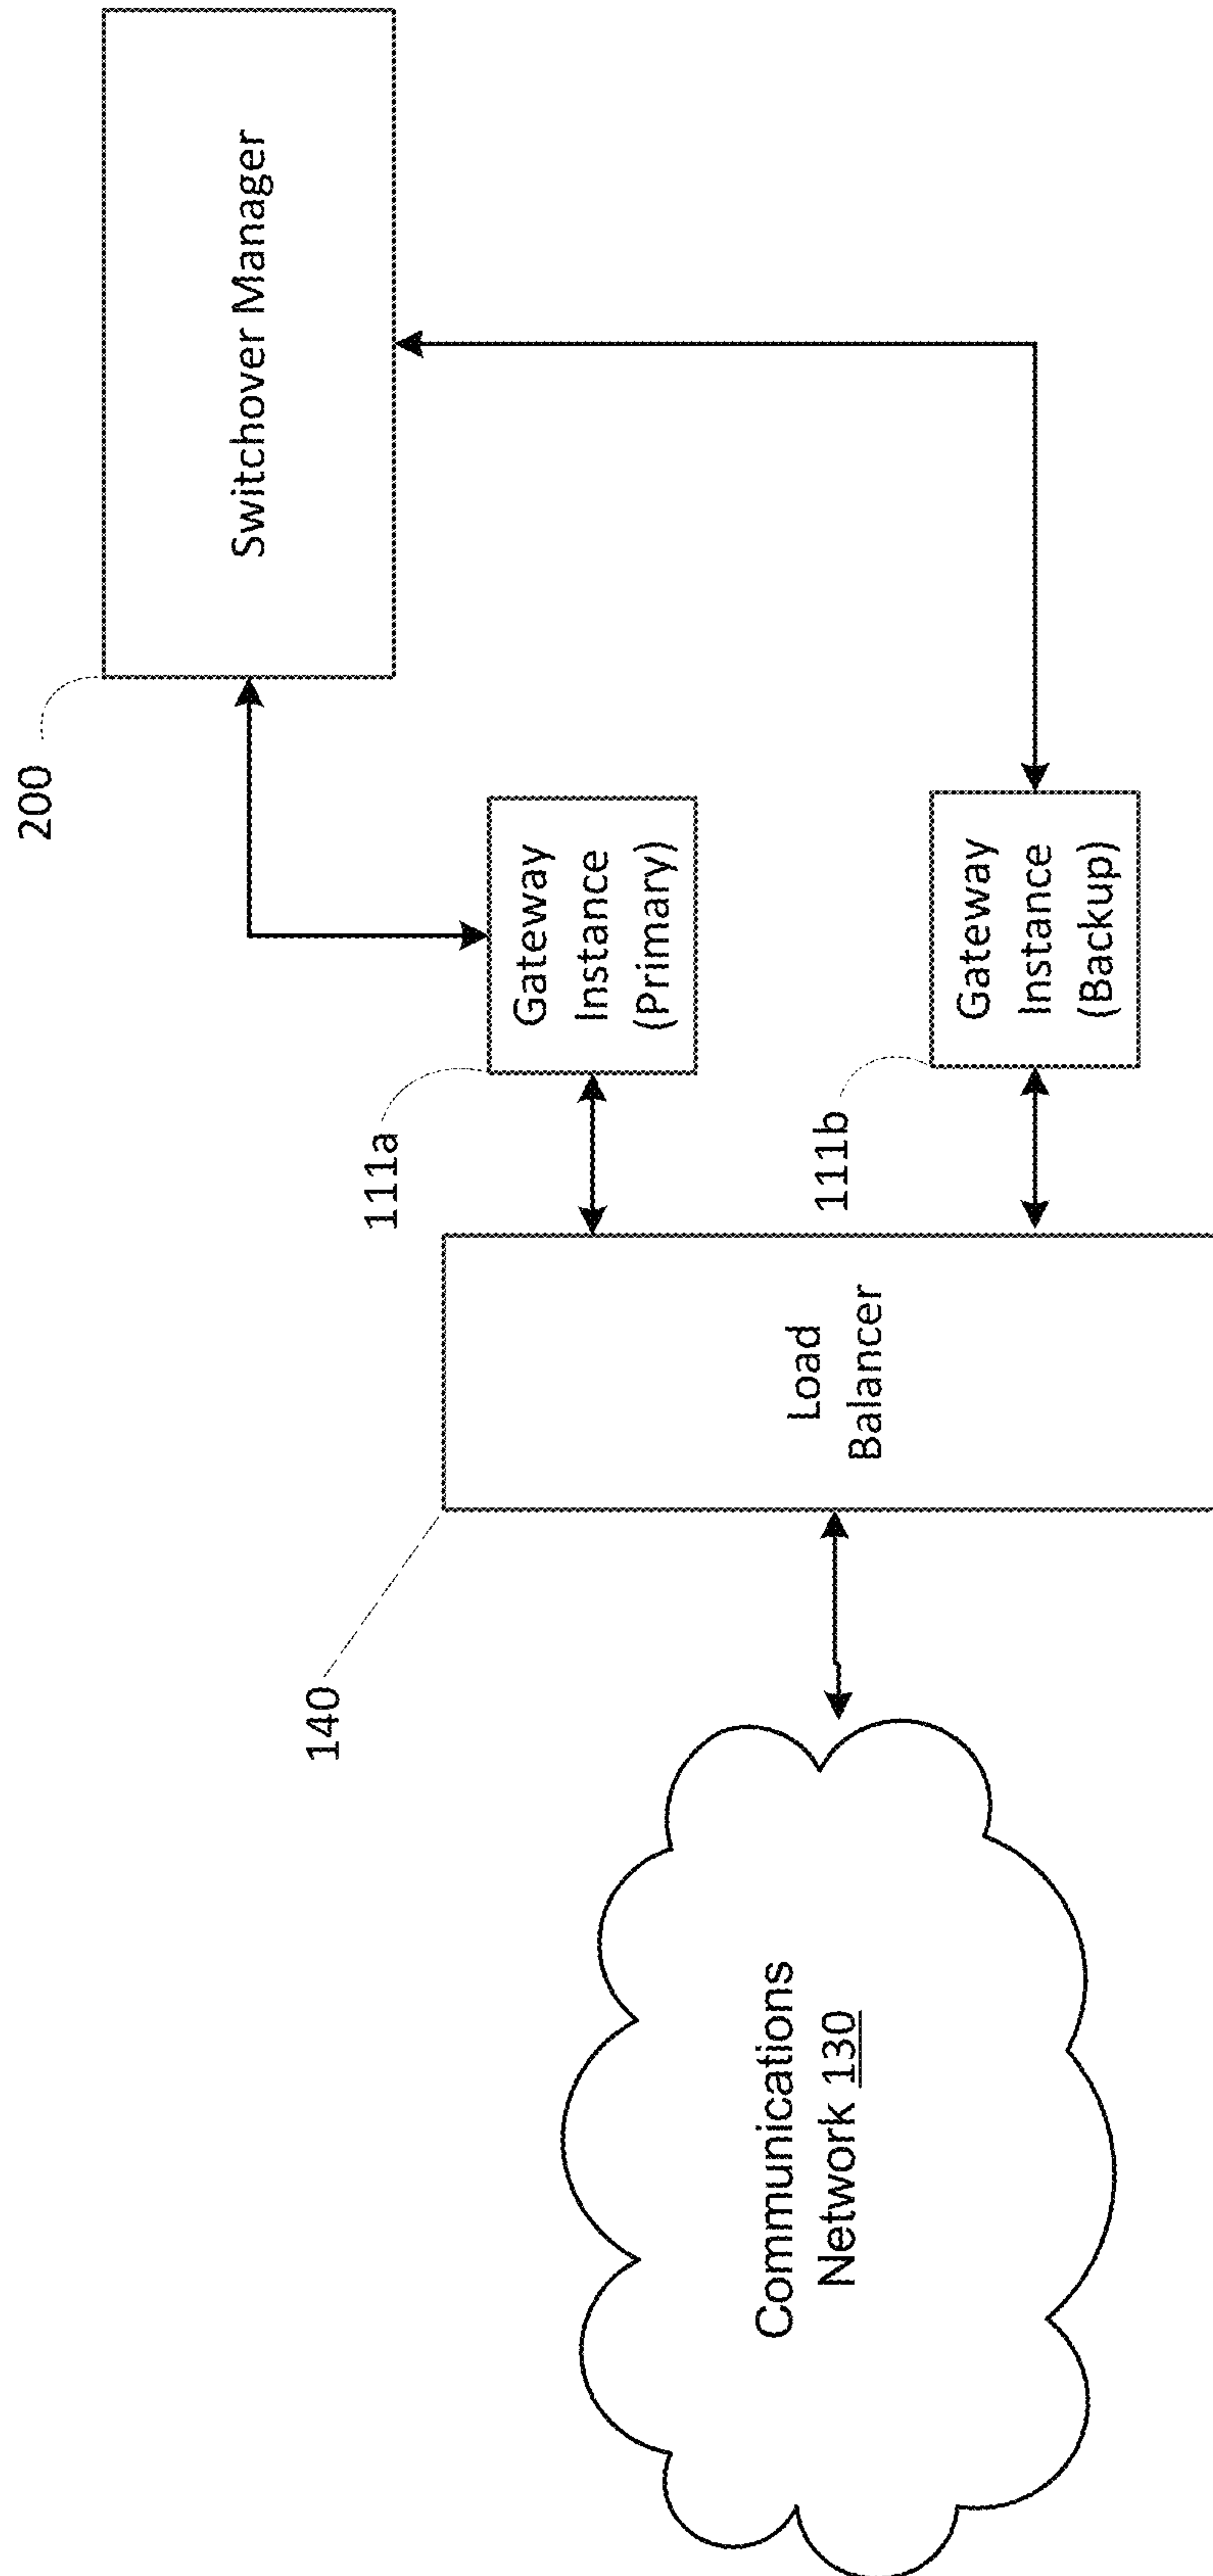 200
Switchover Manager
111a
Gateway
Instance
(Primary)
111b
Gateway
Instance
(Backup)
140
Load
Balancer
Communications
Network 130